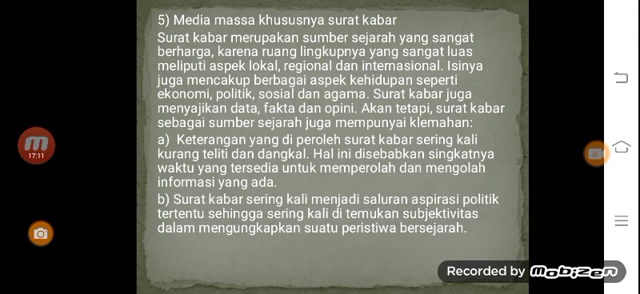 5) Media massa khususnya surat kabar
Surat kabar merupakan sumber sejarah yang sangat
berharga, karena ruang lingkupnya yang sangat luas
meliputi aspek lokal, regional dan internasional. Isinya
juga mencakup berbagai aspek kehidupan seperti
ekonomi, politik, sosial dan agama. Surat kabar juga
menyajikan data, fakta dan opini. Akan tetapi, surat kabar
sebagai sumber sejarah juga mempunyai klemahan:
a) Keterangan yang di peroleh surat kabar sering kali
kurang teliti dan dangkal. Hal ini disebabkan singkatnya
waktu yang tersedia untuk memperolah dan mengolah
informasi yang ada.
b) Surat kabar sering kali menjadi saluran aspirasi politik
tertentu sehingga sering kali di temukan subjektivitas
dalam mengungkapkan suatu peristiwa bersejarah.
17:11
Recorded by mobizen